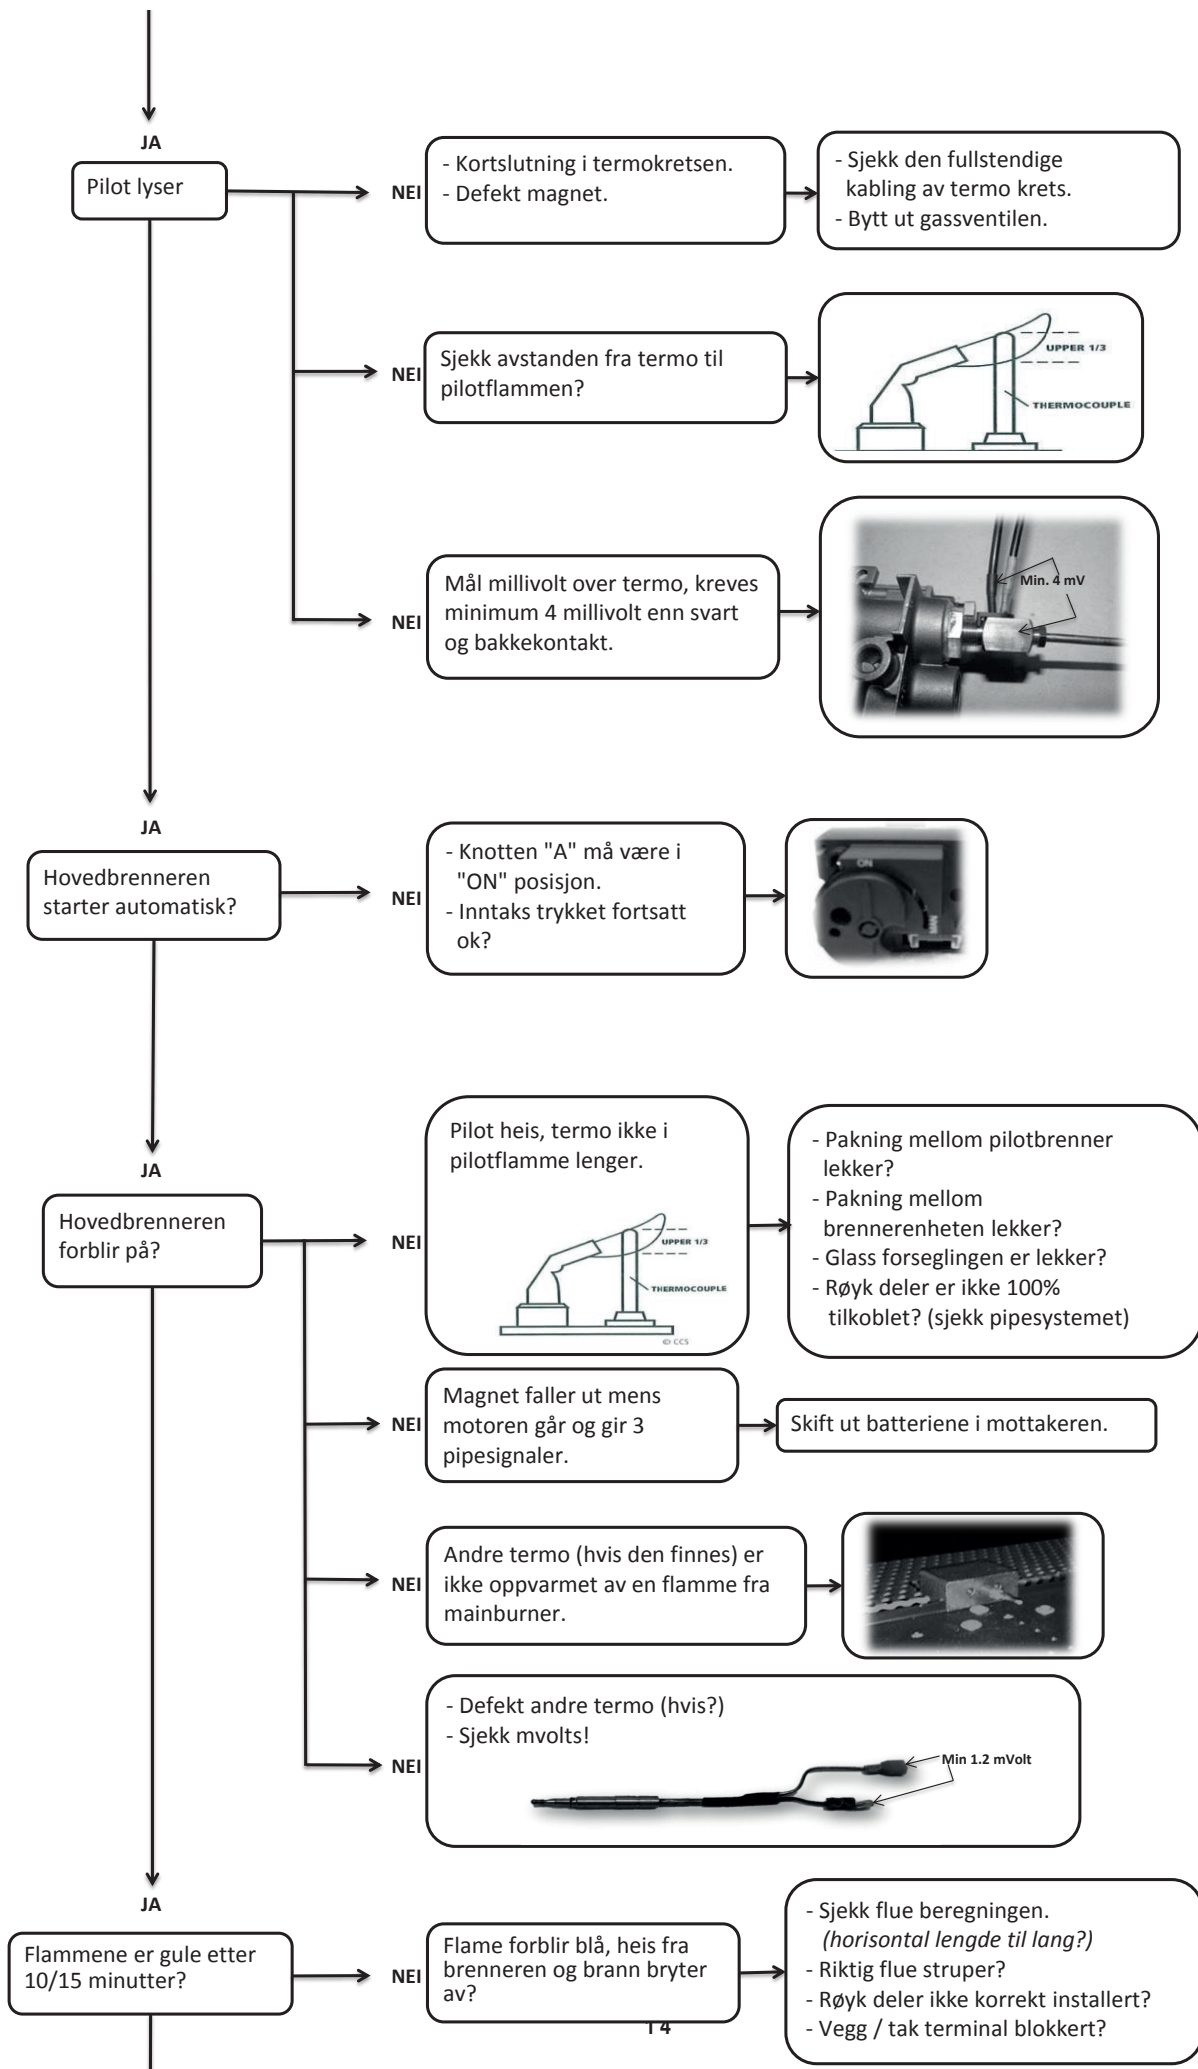 JA
Pilot lyser
NEI
- Kortslutning i termokretsen.
- Defekt magnet.
- Sjekk den fullstendige
kabling av termo krets.
- Bytt ut gassventilen.
NEI
Sjekk avstanden fra termo til
pilotflammen?
UPPER 1/3
THERMOCOUPLE
NEI
Mål millivolt over termo, kreves
minimum 4 millivolt enn svart
og bakkekontakt.
Min. 4 mV
JA
Hovedbrenneren
starter automatisk?
NEI
- Knotten "A" må være i
"ON" posisjon.
- Inntaks trykket fortsatt
ok?
ON
MAN
JA
Hovedbrenneren
forblir på?
NEI
Pilot heis, termo ikke i
pilotflamme lenger.
UPPER 1/3
THERMOCOUPLE
© CCS
- Pakning mellom pilotbrenner
lekker?
- Pakning mellom
brennerenheten lekker?
- Glass forseglingen er lekker?
- Røyk deler er ikke 100%
tilkoblet? (sjekk pipesystemet)
NEI
Magnet faller ut mens
motoren går og gir 3
pipesignaler.
Skift ut batteriene i mottakeren.
NEI
Andre termo (hvis den finnes) er
ikke oppvarmet av en flamme fra
mainburner.
NEI
- Defekt andre termo (hvis?)
- Sjekk mvolts!
Min 1.2 mVolt
JA
Flammene er gule etter
10/15 minutter?
NEI
Flame forblir blå, heis fra
brenneren og brann bryter
av?
- Sjekk flue beregningen.
(horisontal lengde til lang?)
- Riktig flue struper?
- Røyk deler ikke korrekt installert?
- Vegg / tak terminal blokkert?
14